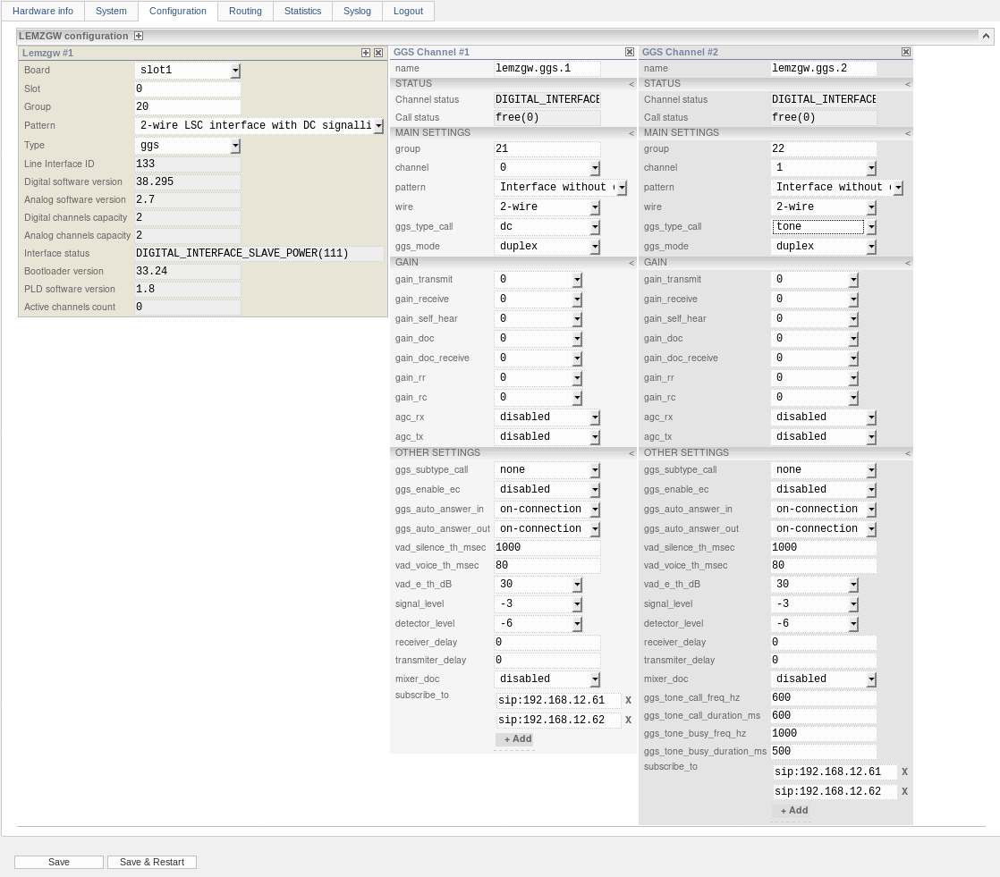 Hardware info System Configuration Routing Statistics Syslog Logout
LEMZGW configuration
Lemzgw #1
Board slot1
Slot 0
Group 20
Pattern 2-wire LSC interface with DC signalli
Type ggs
Line Interface ID 133
Digital software version 38.295
Analog software version 2.7
Digital channels capacity 2
Analog channels capacity 2
Interface status DIGITAL_INTERFACE_SLAVE_POWER(111)
Bootloader version 33.24
PLD software version 1.8
Active channels count 0
GGS Channel #1
name lemzgw.ggs.1
STATUS <
Channel status DIGITAL_INTERFACE
Call status free(0)
MAIN SETTINGS <
group 21
channel 0
pattern Interface without
wire 2-wire
ggs_type_call dc
ggs_mode duplex
GAIN <
gain_transmit 0
gain_receive 0
gain_self_hear 0
gain_doc 0
gain_doc_receive 0
gain_rr 0
gain_rc 0
agc_rx disabled
agc_tx disabled
OTHER SETTINGS <
ggs_subtype_call none
ggs_enable_ec disabled
ggs_auto_answer_in on-connection
ggs_auto_answer_out on-connection
vad_silence_th_msec 1000
vad_voice_th_msec 80
vad_e_th_dB 30
signal_level -3
detector_level -6
receiver_delay 0
transmiter_delay 0
mixer_doc disabled
subscribe_to sip:192.168.12.61 X
sip:192.168.12.62 X
+ Add
GGS Channel #2
name lemzgw.ggs.2
STATUS <
Channel status DIGITAL_INTERFACE
Call status free(0)
MAIN SETTINGS <
group 22
channel 1
pattern Interface without
wire 2-wire
ggs_type_call tone
ggs_mode duplex
GAIN <
gain_transmit 0
gain_receive 0
gain_self_hear 0
gain_doc 0
gain_doc_receive 0
gain_rr 0
gain_rc 0
agc_rx disabled
agc_tx disabled
OTHER SETTINGS <
ggs_subtype_call none
ggs_enable_ec disabled
ggs_auto_answer_in on-connection
ggs_auto_answer_out on-connection
vad_silence_th_msec 1000
vad_voice_th_msec 80
vad_e_th_dB 30
signal_level -3
detector_level -6
receiver_delay 0
transmiter_delay 0
mixer_doc disabled
ggs_tone_call_freq_hz 600
ggs_tone_call_duration_ms 600
ggs_tone_busy_freq_hz 1000
ggs_tone_busy_duration_ms 500
subscribe_to sip:192.168.12.61 X
sip:192.168.12.62 X
+ Add
Save Save & Restart